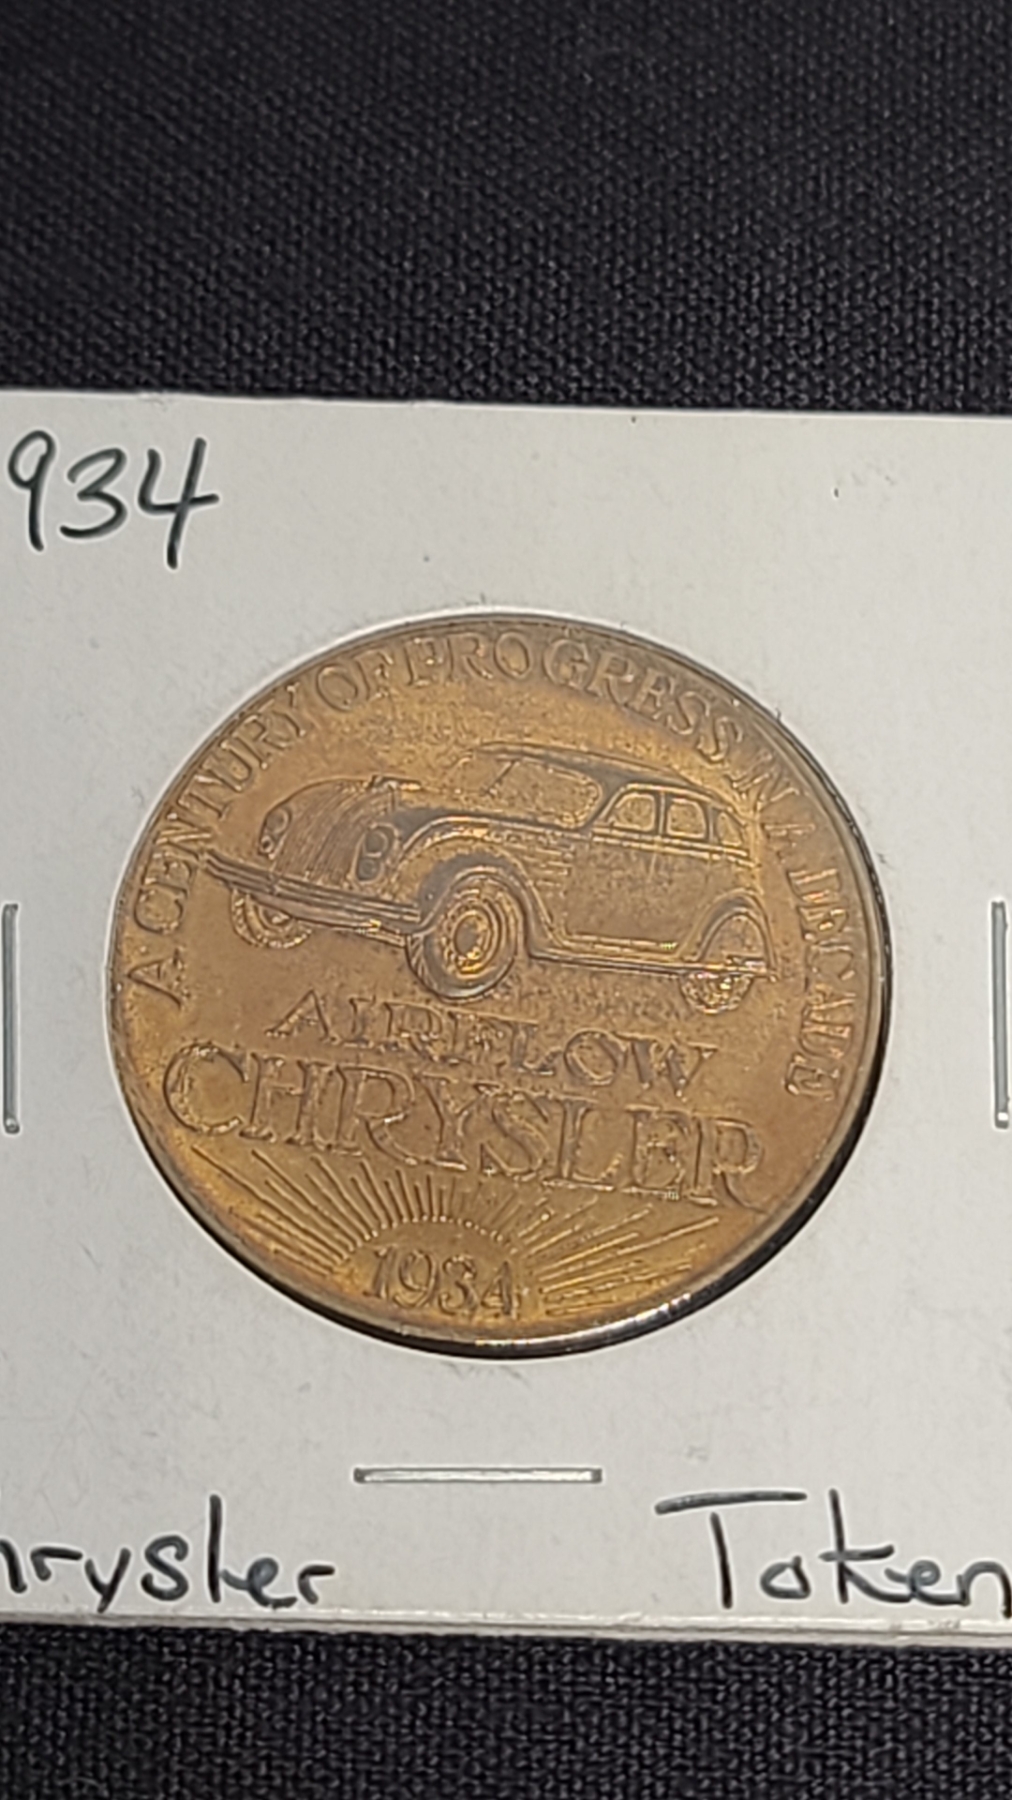 934
A CENTURY OF PROGRESS IN A DECADE
AIRFLOW
CHRYSLER
1934
hrysler Token